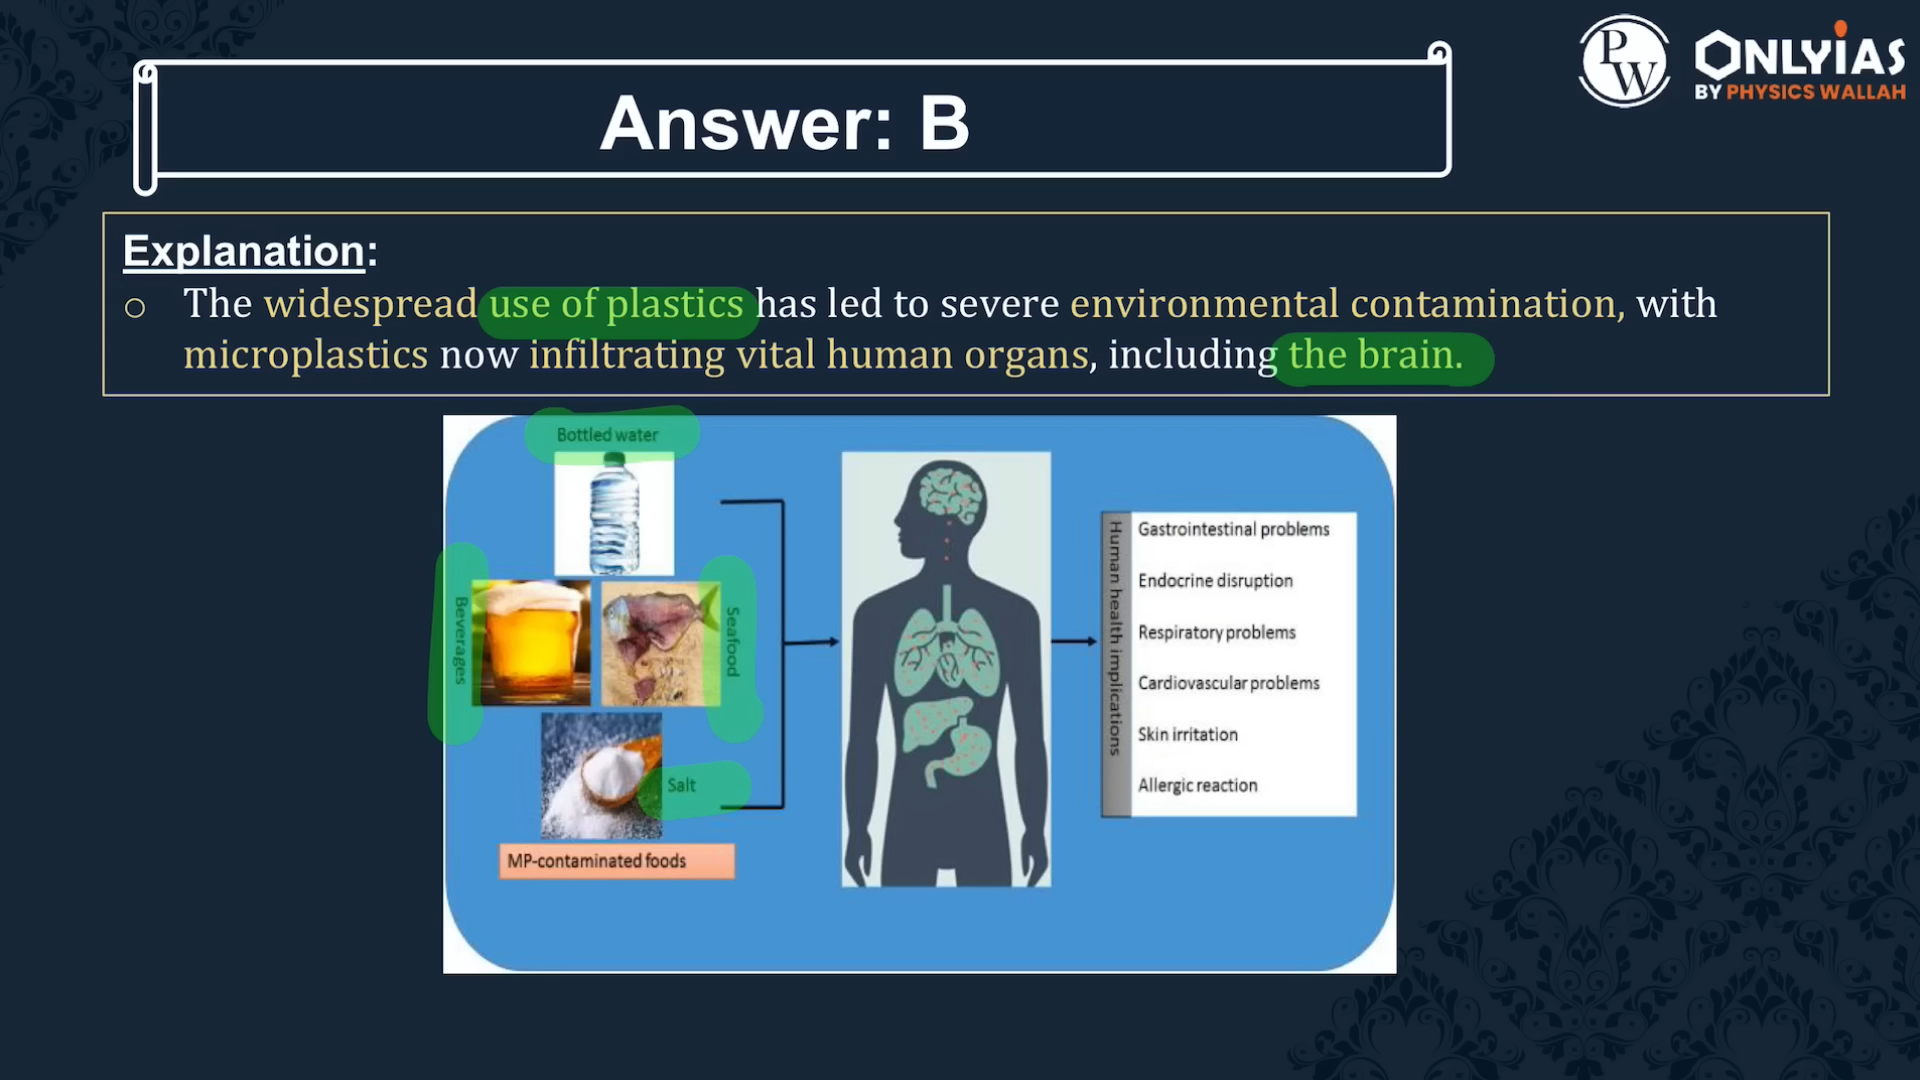 PW
ONLYIAS
BY PHYSICS WALLAH
Answer: B
Explanation:
○ The widespread use of plastics has led to severe environmental contamination, with
microplastics now infiltrating vital human organs, including the brain.
Bottled water
Beverages
Seafood
Salt
MP-contaminated foods
Human health implications
Gastrointestinal problems
Endocrine disruption
Respiratory problems
Cardiovascular problems
Skin irritation
Allergic reaction